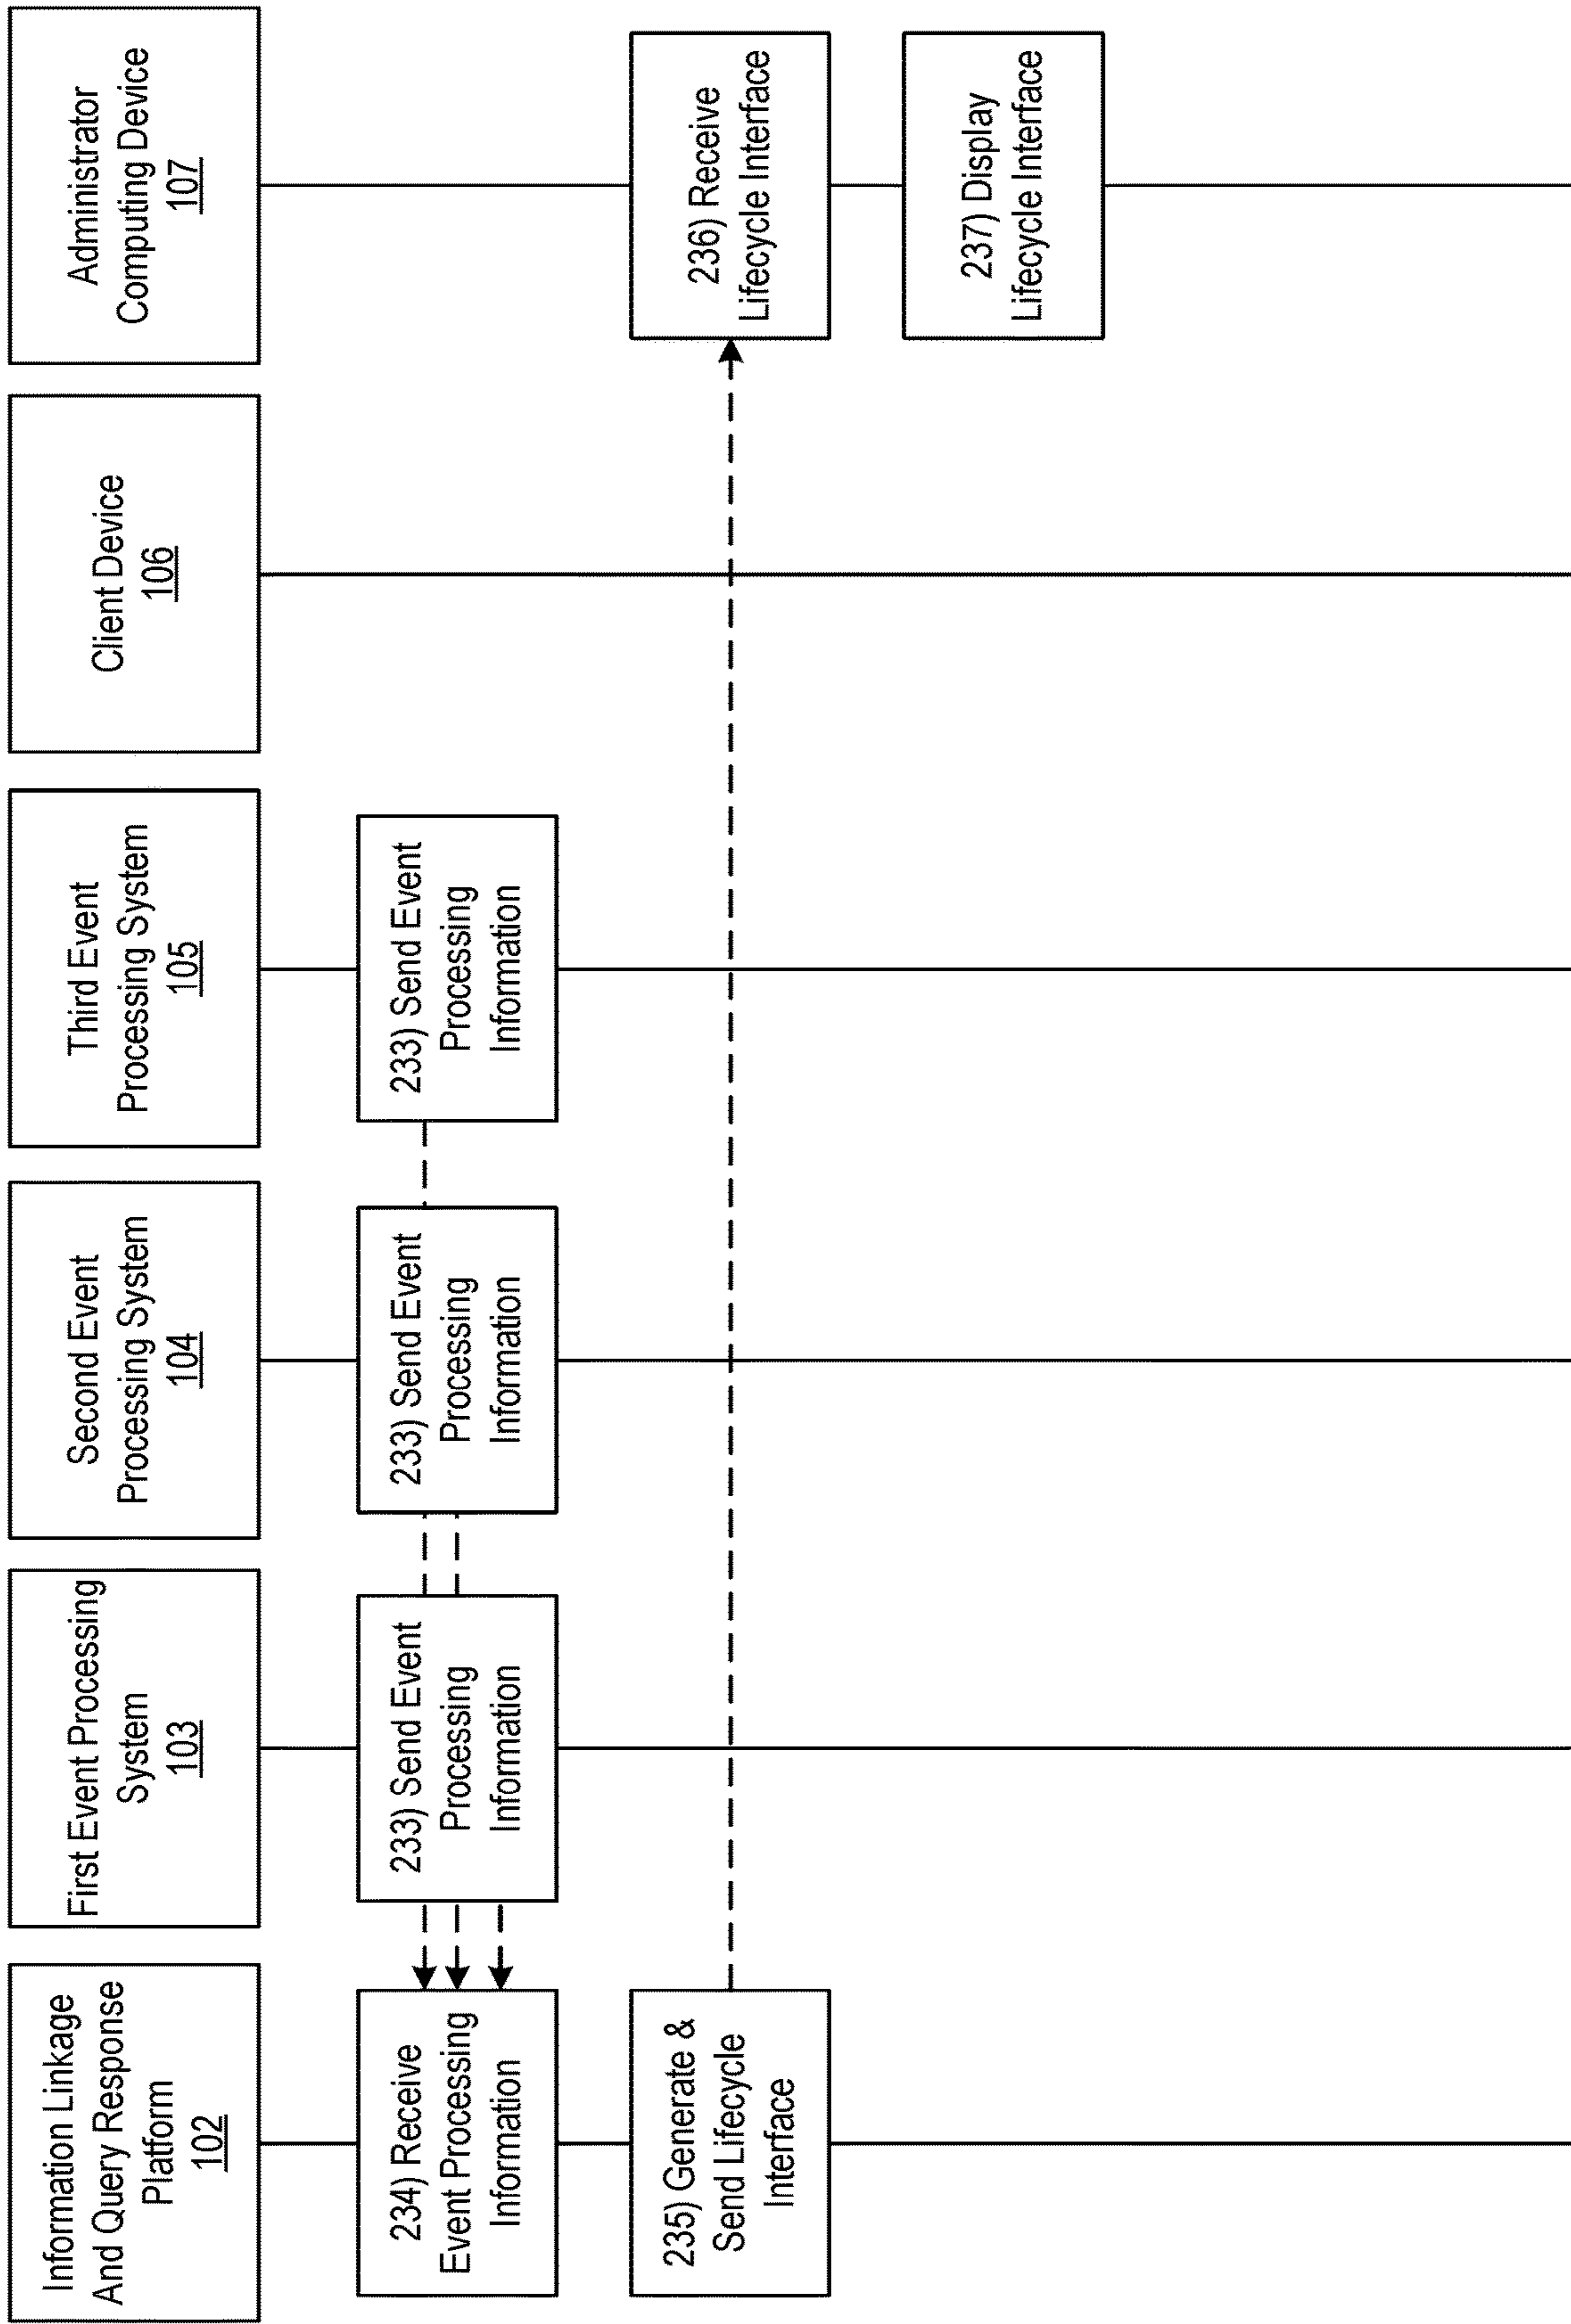 Information Linkage
And Query Response
Platform
102
First Event Processing
System
103
Second Event
Processing System
104
Third Event
Processing System
105
Client Device
106
Administrator
Computing Device
107
234) Receive
Event Processing
Information
233) Send Event
Processing
Information
233) Send Event
Processing
Information
233) Send Event
Processing
Information
235) Generate &
Send Lifecycle
Interface
236) Receive
Lifecycle Interface
237) Display
Lifecycle Interface